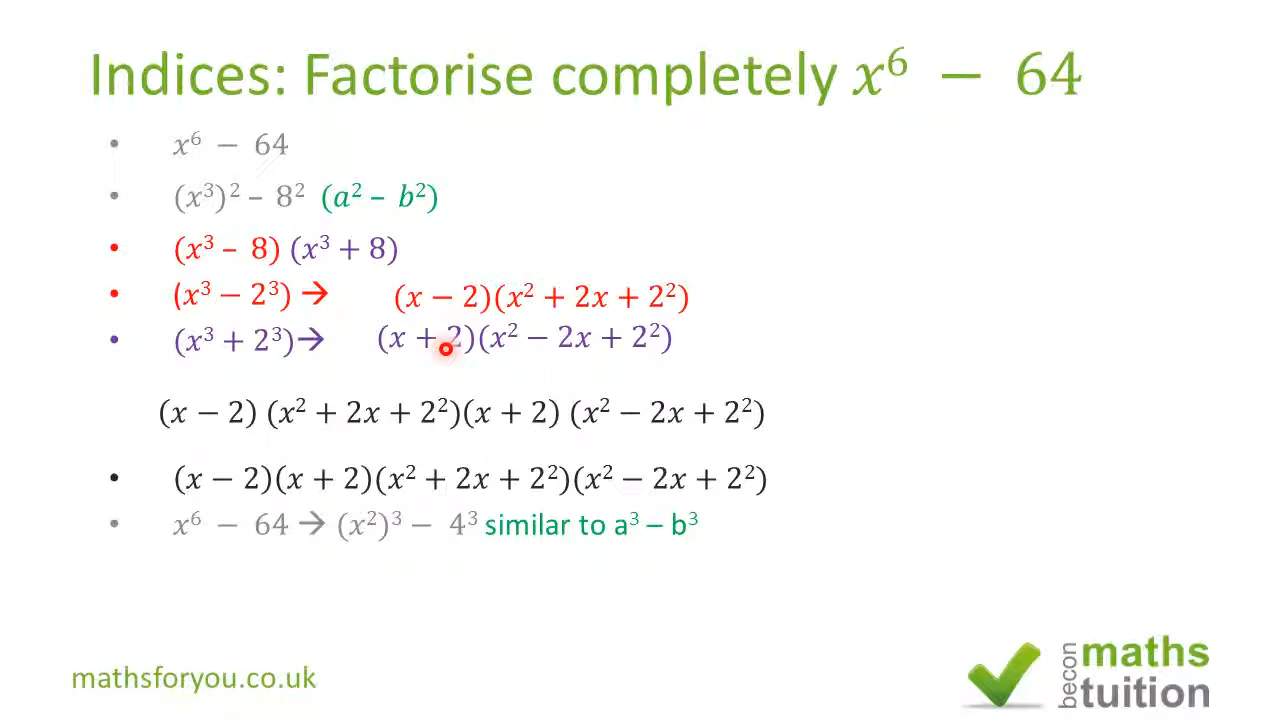 Indices: Factorise completely x⁶ − 64
• x⁶ − 64
• (x³)² – 8² (a² – b²)
• (x³ – 8) (x³ + 8)
• (x³ − 2³) → (x − 2)(x² + 2x + 2²)
• (x³ + 2³)→ (x + 2)(x² − 2x + 2²)
(x − 2) (x² + 2x + 2²)(x + 2) (x² − 2x + 2²)
• (x − 2)(x + 2)(x² + 2x + 2²)(x² − 2x + 2²)
• x⁶ − 64 → (x²)³ − 4³ similar to a³ – b³
mathsforyou.co.uk
becon
maths
tuition